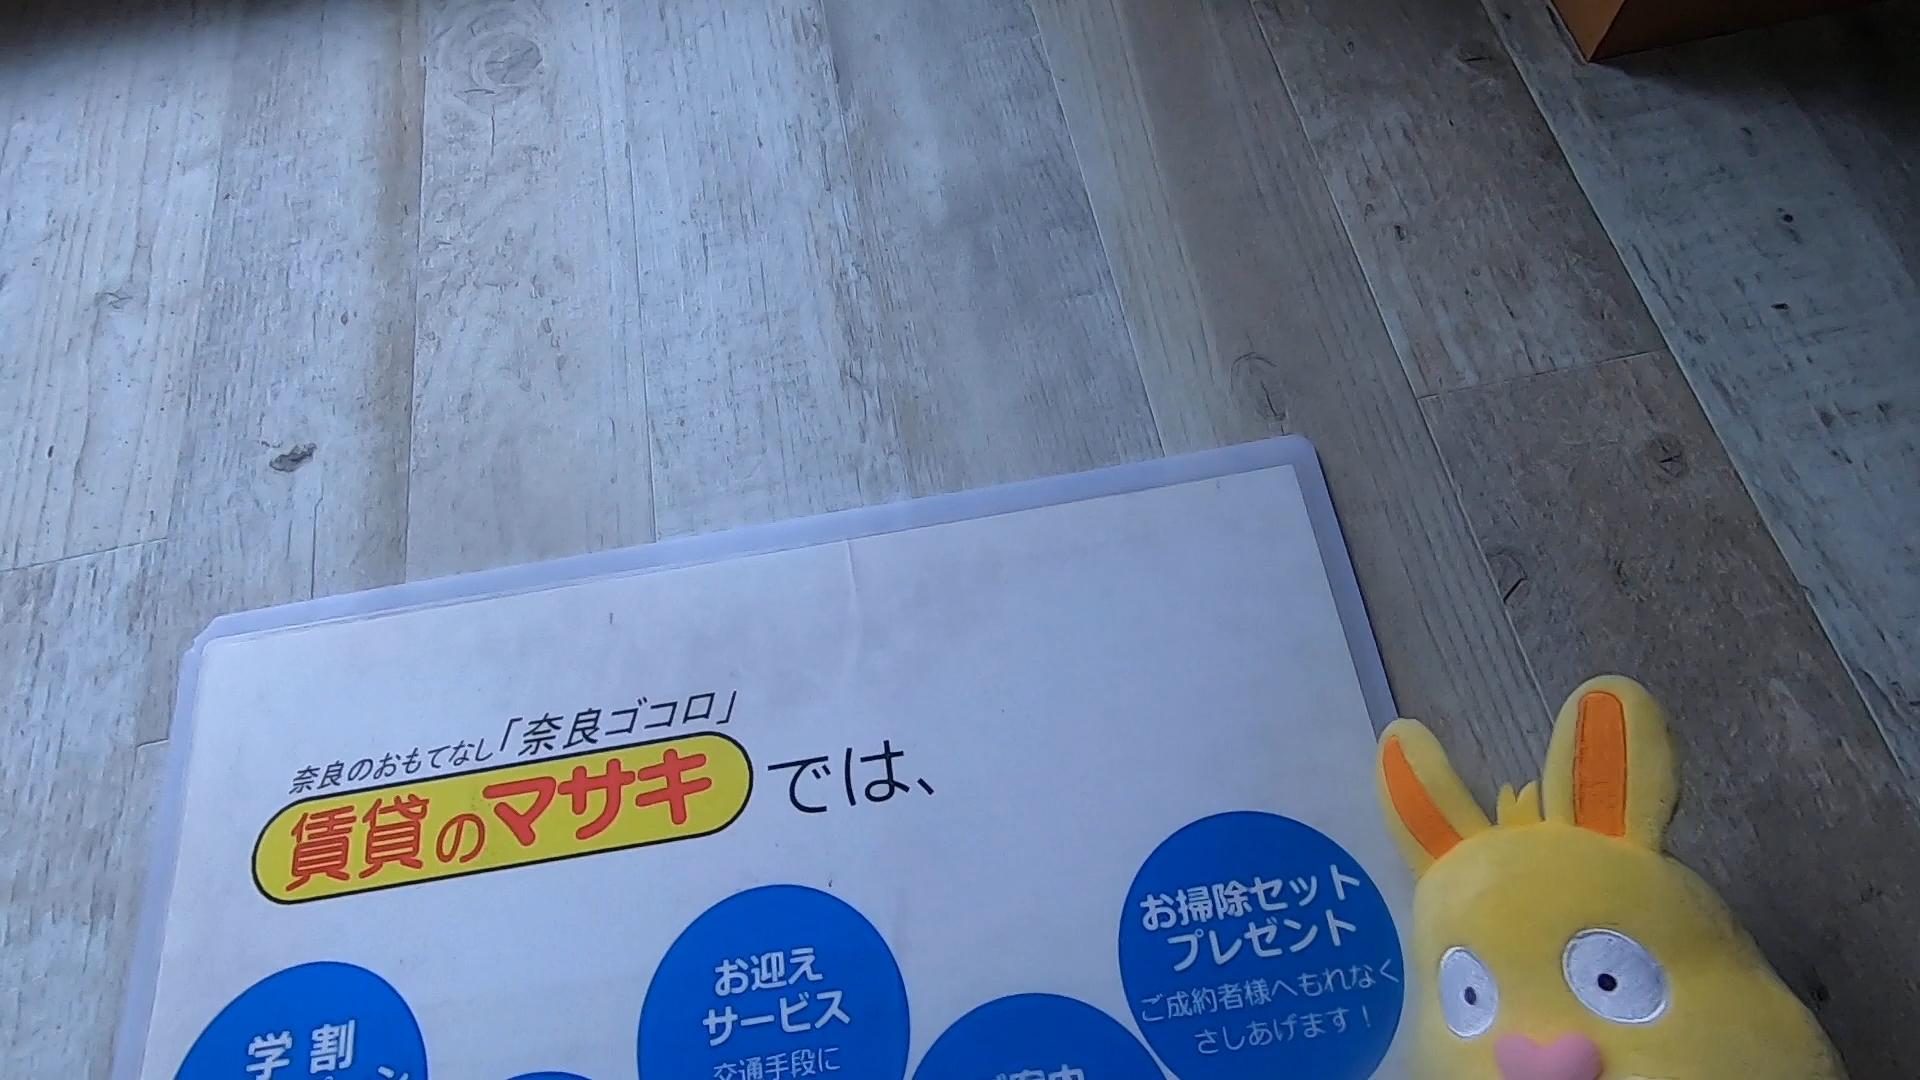 奈良のおもてなし「奈良ゴコロ」
賃貸のマサキ では、
お掃除セット
プレゼント
ご成約者様へもれなく
さしあげます！
お迎え
サービス
交通手段に
学割
ご案内